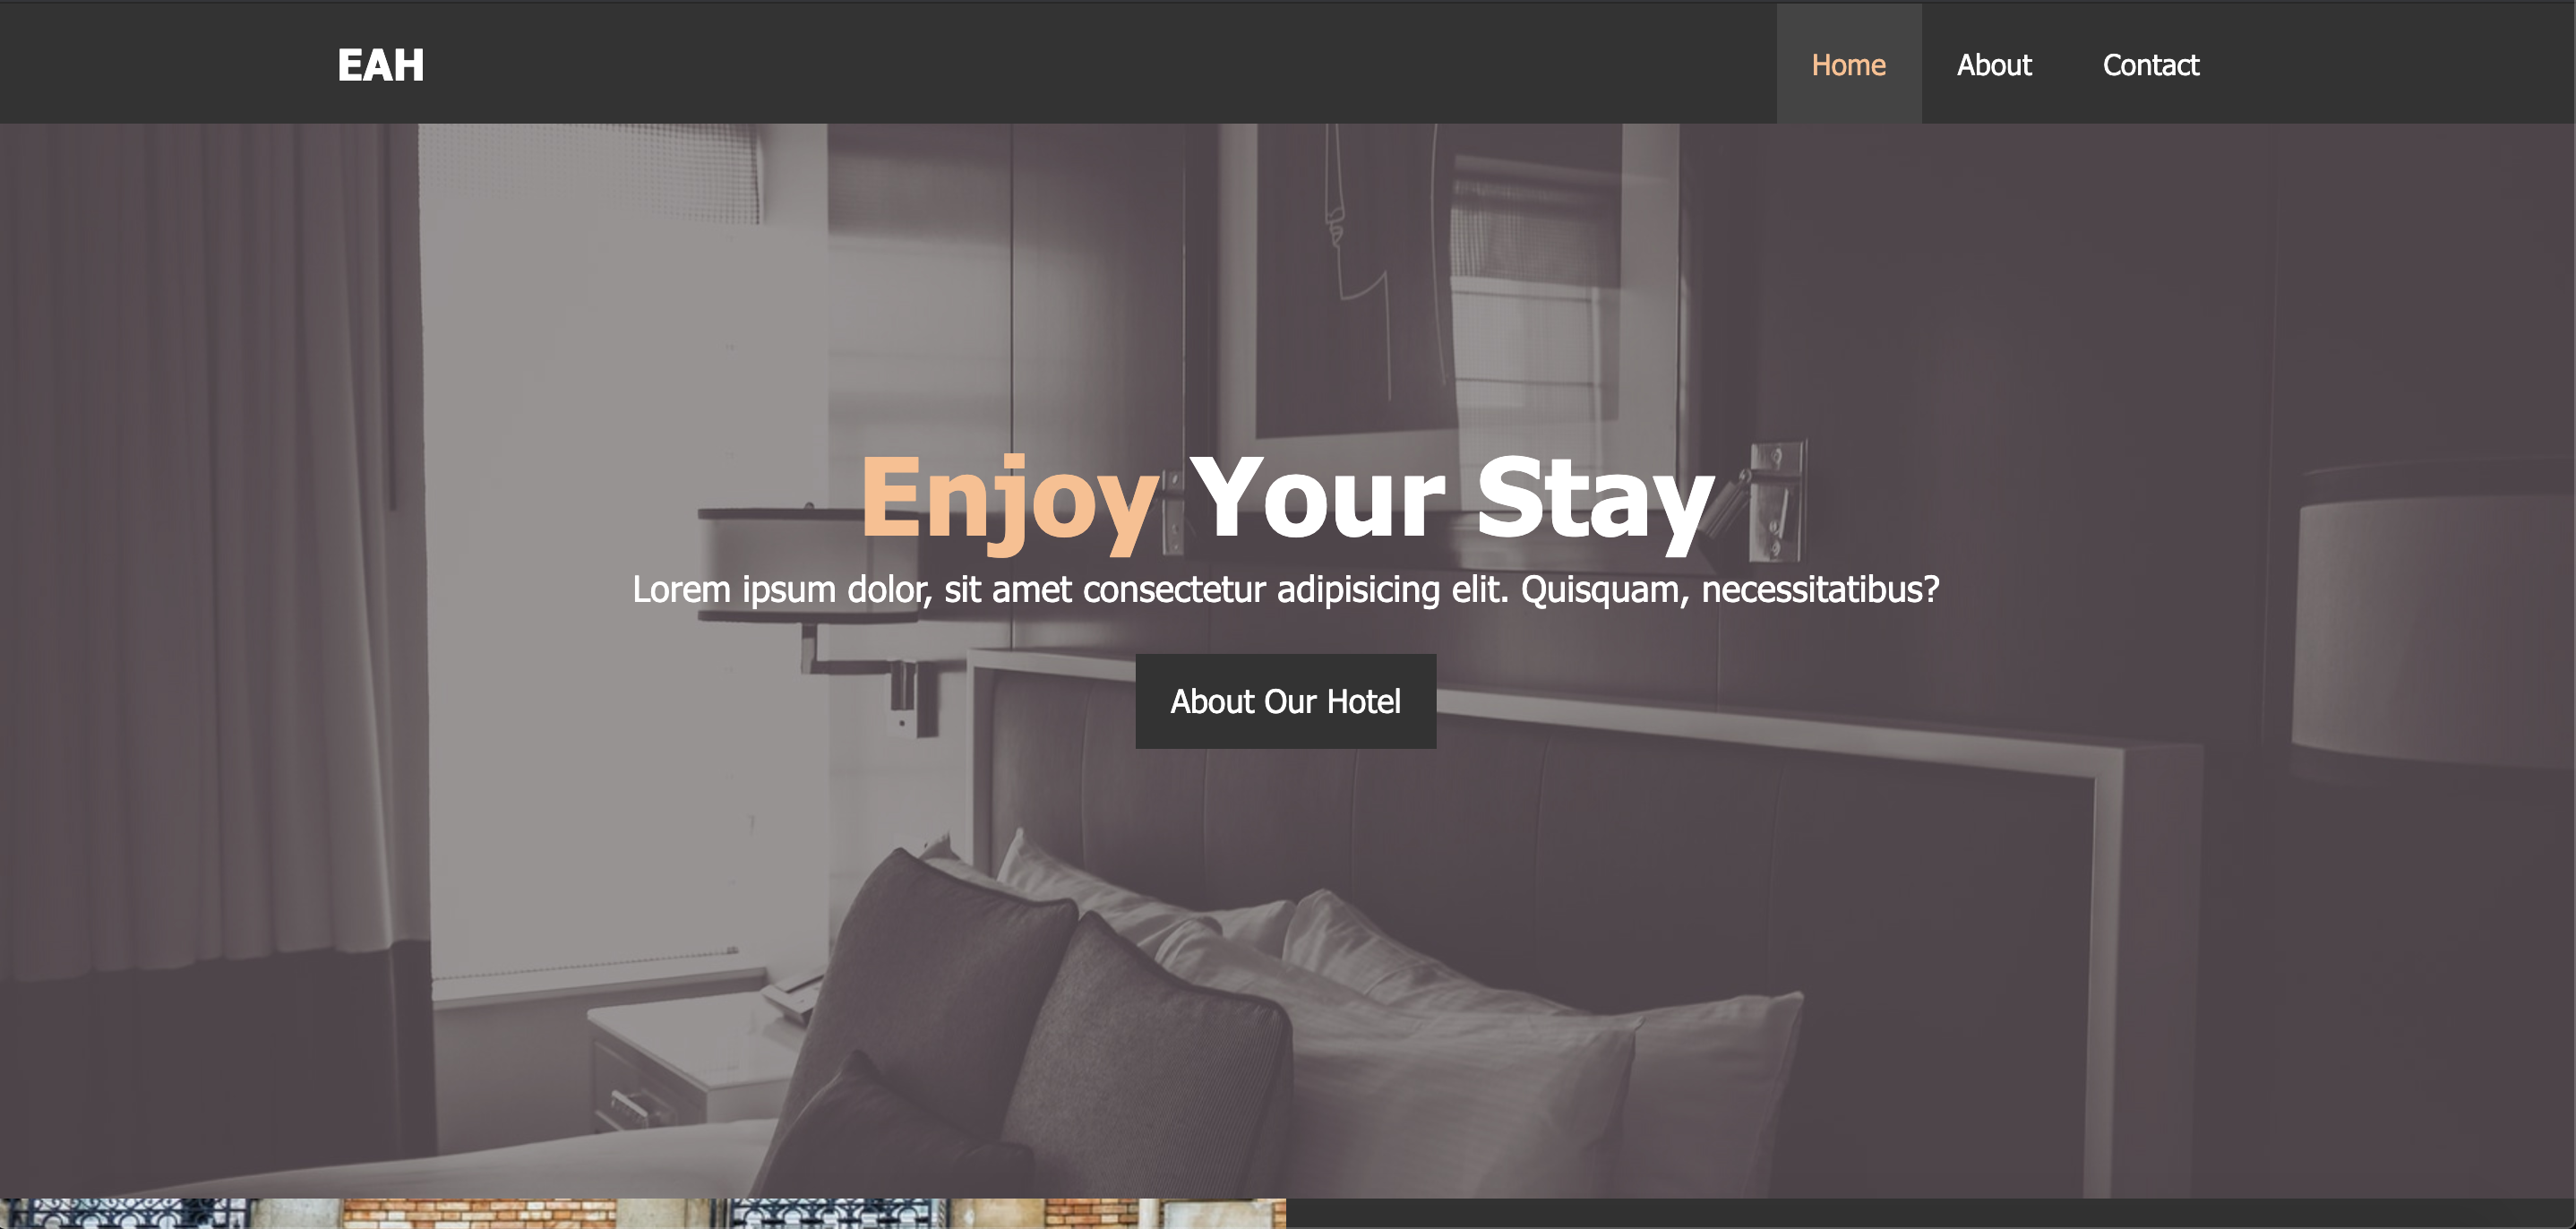 EAH
Home
About
Contact
Enjoy Your Stay
Lorem ipsum dolor, sit amet consectetur adipisicing elit. Quisquam, necessitatibus?
About Our Hotel